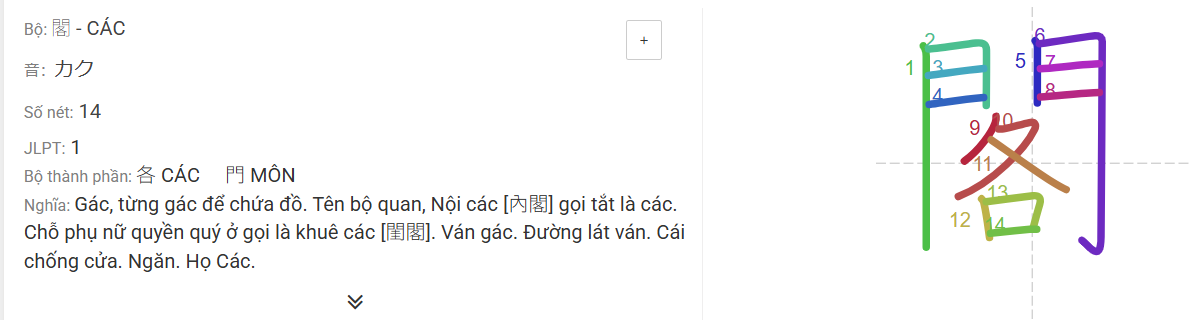 Bộ: 閣 - CÁC
+
音: カク
Số nét: 14
JLPT: 1
Bộ thành phần: 各 CÁC 門 MÔN
Nghĩa: Gác, từng gác để chứa đồ. Tên bộ quan, Nội các [內閣] gọi tắt là các.
Chỗ phụ nữ quyền quý ở gọi là khuê các [閨閣]. Ván gác. Đường lát ván. Cái
chống cửa. Ngăn. Họ Các.
閣
1
2
3
4
5
6
7
8
9
10
11
12
13
14